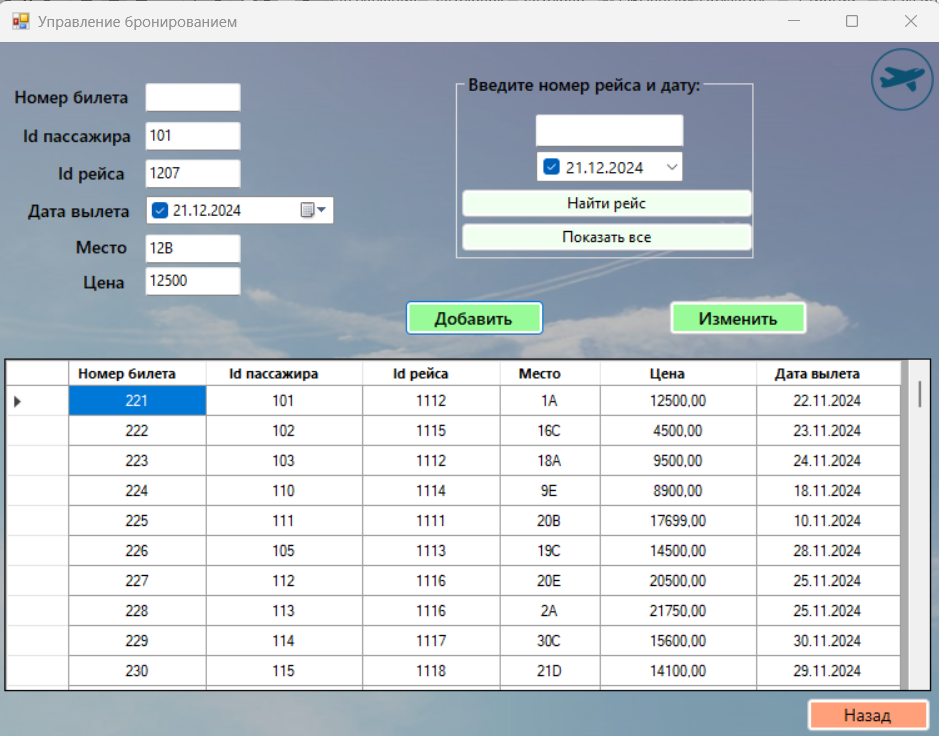 Управление бронированием
Номер билета
Id пассажира 101
Id рейса 1207
Дата вылета 21.12.2024
Место 12B
Цена 12500
Введите номер рейса и дату:
21.12.2024
Найти рейс
Показать все
Добавить Изменить
Номер билета Id пассажира Id рейса Место Цена Дата вылета
221 101 1112 1A 12500,00 22.11.2024
222 102 1115 16C 4500,00 23.11.2024
223 103 1112 18A 9500,00 24.11.2024
224 110 1114 9E 8900,00 18.11.2024
225 111 1111 20B 17699,00 10.11.2024
226 105 1113 19C 14500,00 28.11.2024
227 112 1116 20E 20500,00 25.11.2024
228 113 1116 2A 21750,00 25.11.2024
229 114 1117 30C 15600,00 30.11.2024
230 115 1118 21D 14100,00 29.11.2024
Назад